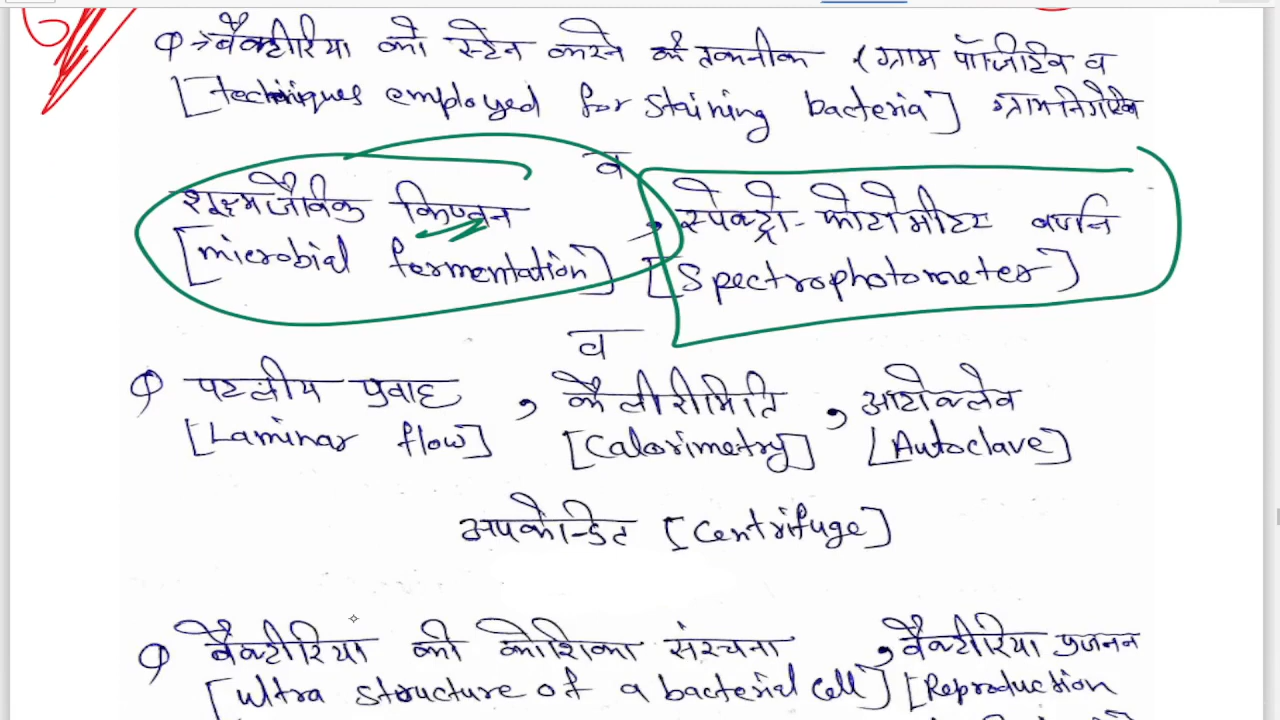 Q → बैक्टीरिया को स्टेन करने के तकनीक (ग्राम पॉजिटिव व
[techniques employed for staining bacteria] ग्राम निगेटिव
व
सूक्ष्मजैविक किण्वन , स्पेक्ट्रो-फोटोमीटर वर्णन
[microbial fermentation] [Spectrophotometer]
व
Q पटलीय प्रवाह , कैलोरीमिति , आटोक्लेव
[Laminar flow] [Calorimetry] [Autoclave]
अपकेन्द्रित [Centrifuge]
Q बैक्टीरिया की कोशिका संरचना , बैक्टीरिया प्रजनन
[ultra structure of a bacterial cell] [Reproduction